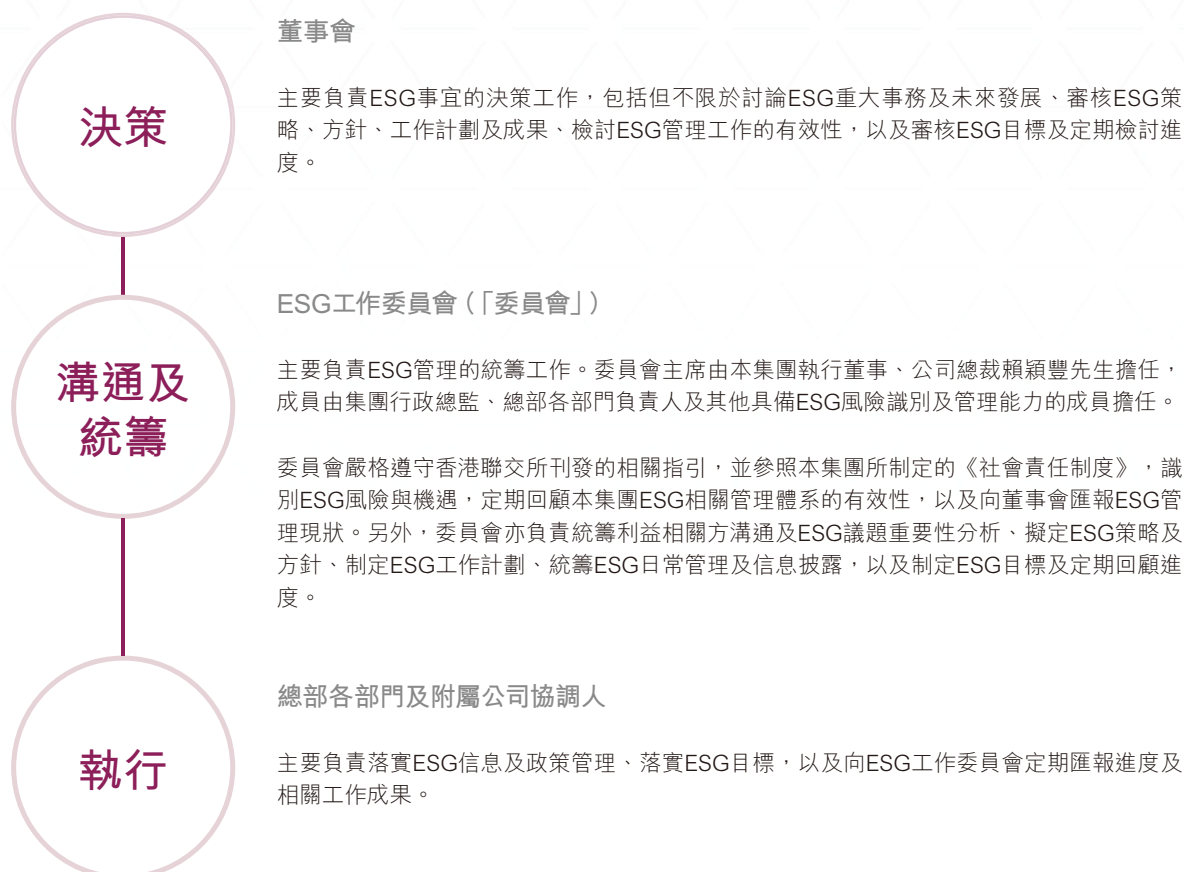 決策
董事會
主要負責ESG事宜的決策工作，包括但不限於討論ESG重大事務及未來發展、審核ESG策
略、方針、工作計劃及成果、檢討ESG管理工作的有效性，以及審核ESG目標及定期檢討進
度。
溝通及
統籌
ESG工作委員會（「委員會」）
主要負責ESG管理的統籌工作。委員會主席由本集團執行董事、公司總裁賴穎豐先生擔任，
成員由集團行政總監、總部各部門負責人及其他具備ESG風險識別及管理能力的成員擔任。
委員會嚴格遵守香港聯交所刊發的相關指引，並參照本集團所制定的《社會責任制度》，識
別ESG風險與機遇，定期回顧本集團ESG相關管理體系的有效性，以及向董事會匯報ESG管
理現狀。另外，委員會亦負責統籌利益相關方溝通及ESG議題重要性分析、擬定ESG策略及
方針、制定ESG工作計劃、統籌ESG日常管理及信息披露，以及制定ESG目標及定期回顧進
度。
執行
總部各部門及附屬公司協調人
主要負責落實ESG信息及政策管理、落實ESG目標，以及向ESG工作委員會定期匯報進度及
相關工作成果。